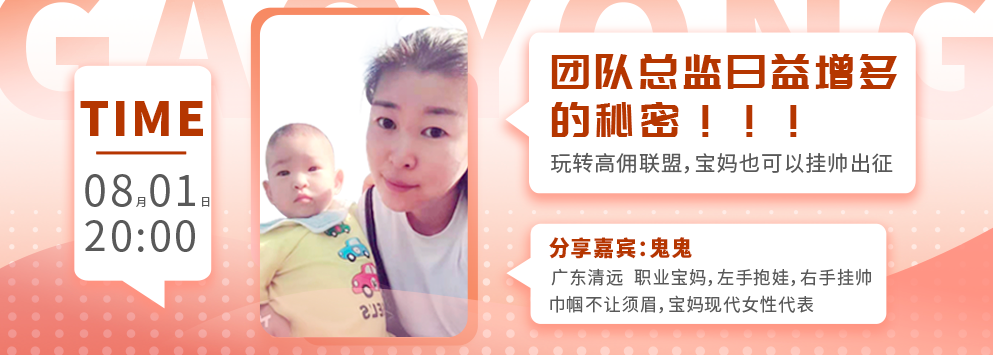 GAOYONG
TIME
08月01日
20:00
团队总监日益增多
的秘密！！！
玩转高佣联盟，宝妈也可以挂帅出征
分享嘉宾：鬼鬼
广东清远 职业宝妈，左手抱娃，右手挂帅
巾帼不让须眉，宝妈现代女性代表